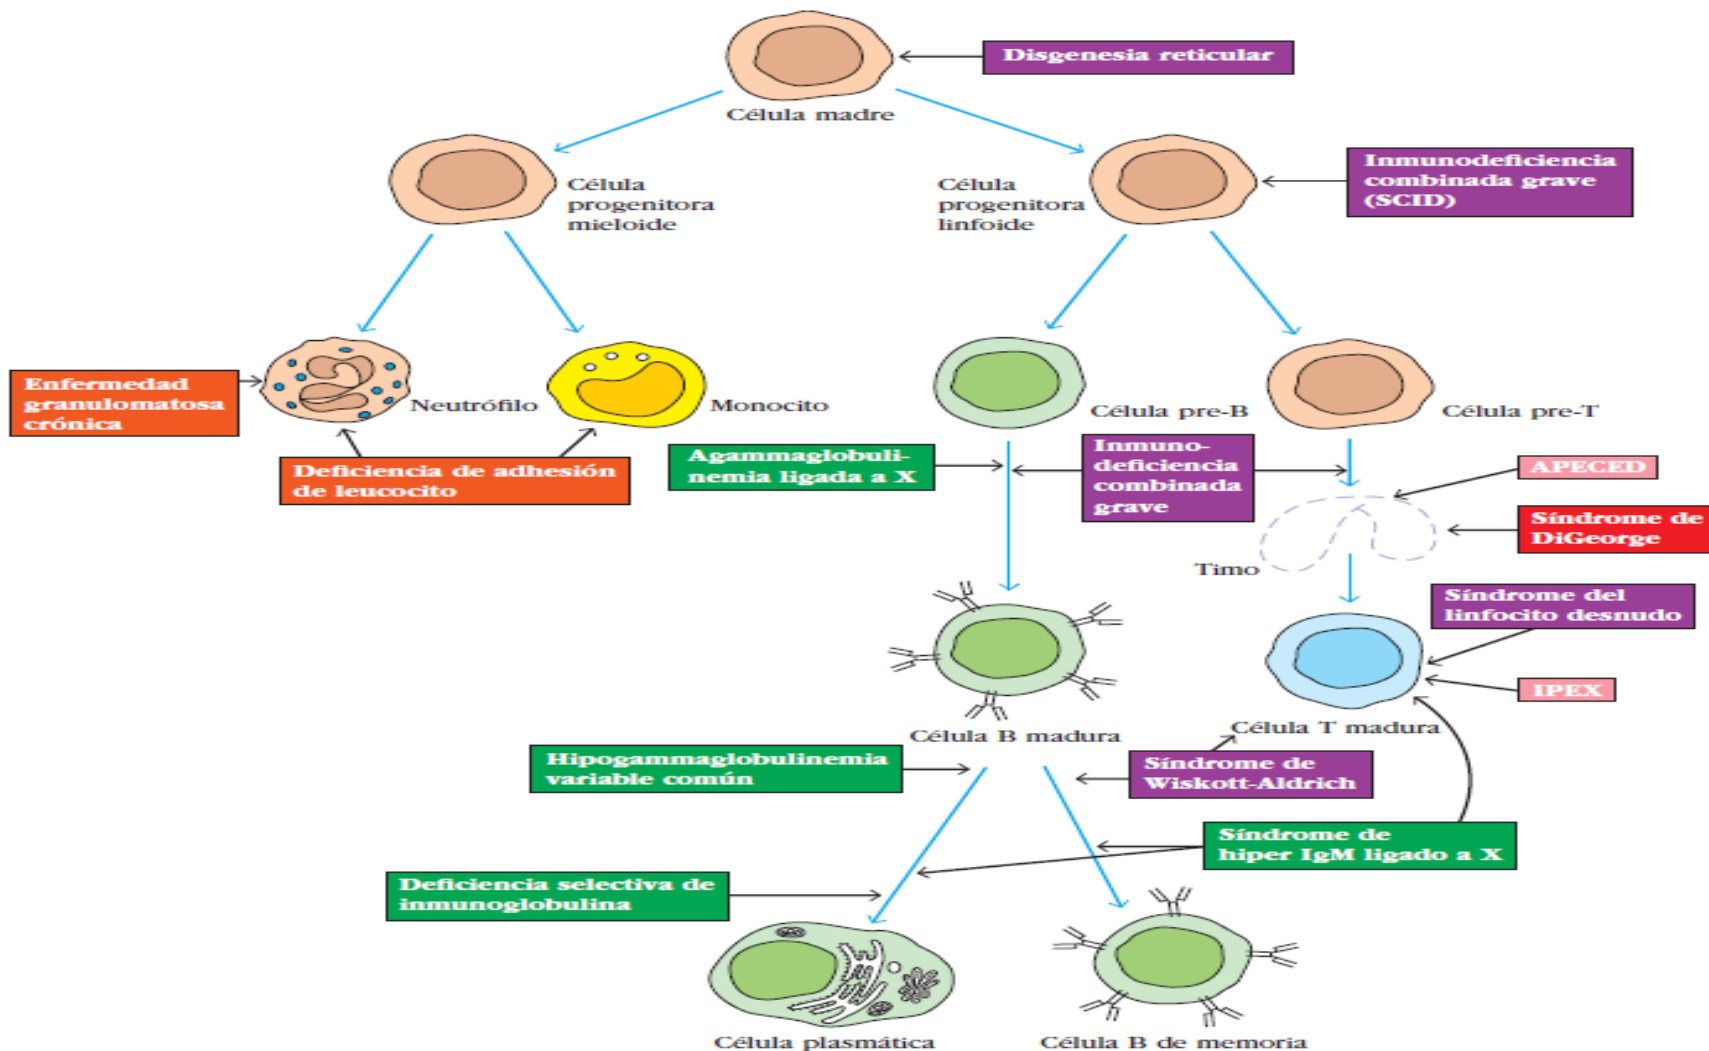 Disgenesia reticular
Célula madre
Célula
progenitora
mieloide
Célula
progenitora
linfoide
Inmunodeficiencia
combinada grave
(SCID)
Enfermedad
granulomatosa
crónica
Neutrófilo
Monocito
Célula pre-B
Célula pre-T
Deficiencia de adhesión
de leucocito
Agammaglobuli-
nemia ligada a X
Inmuno-
deficiencia
combinada
grave
APECED
Síndrome de
DiGeorge
Timo
Síndrome del
linfocito desnudo
IPEX
Célula B madura
Célula T madura
Hipogammaglobulinemia
variable común
Síndrome de
Wiskott-Aldrich
Síndrome de
hiper IgM ligado a X
Deficiencia selectiva de
inmunoglobulina
Célula plasmática
Célula B de memoria